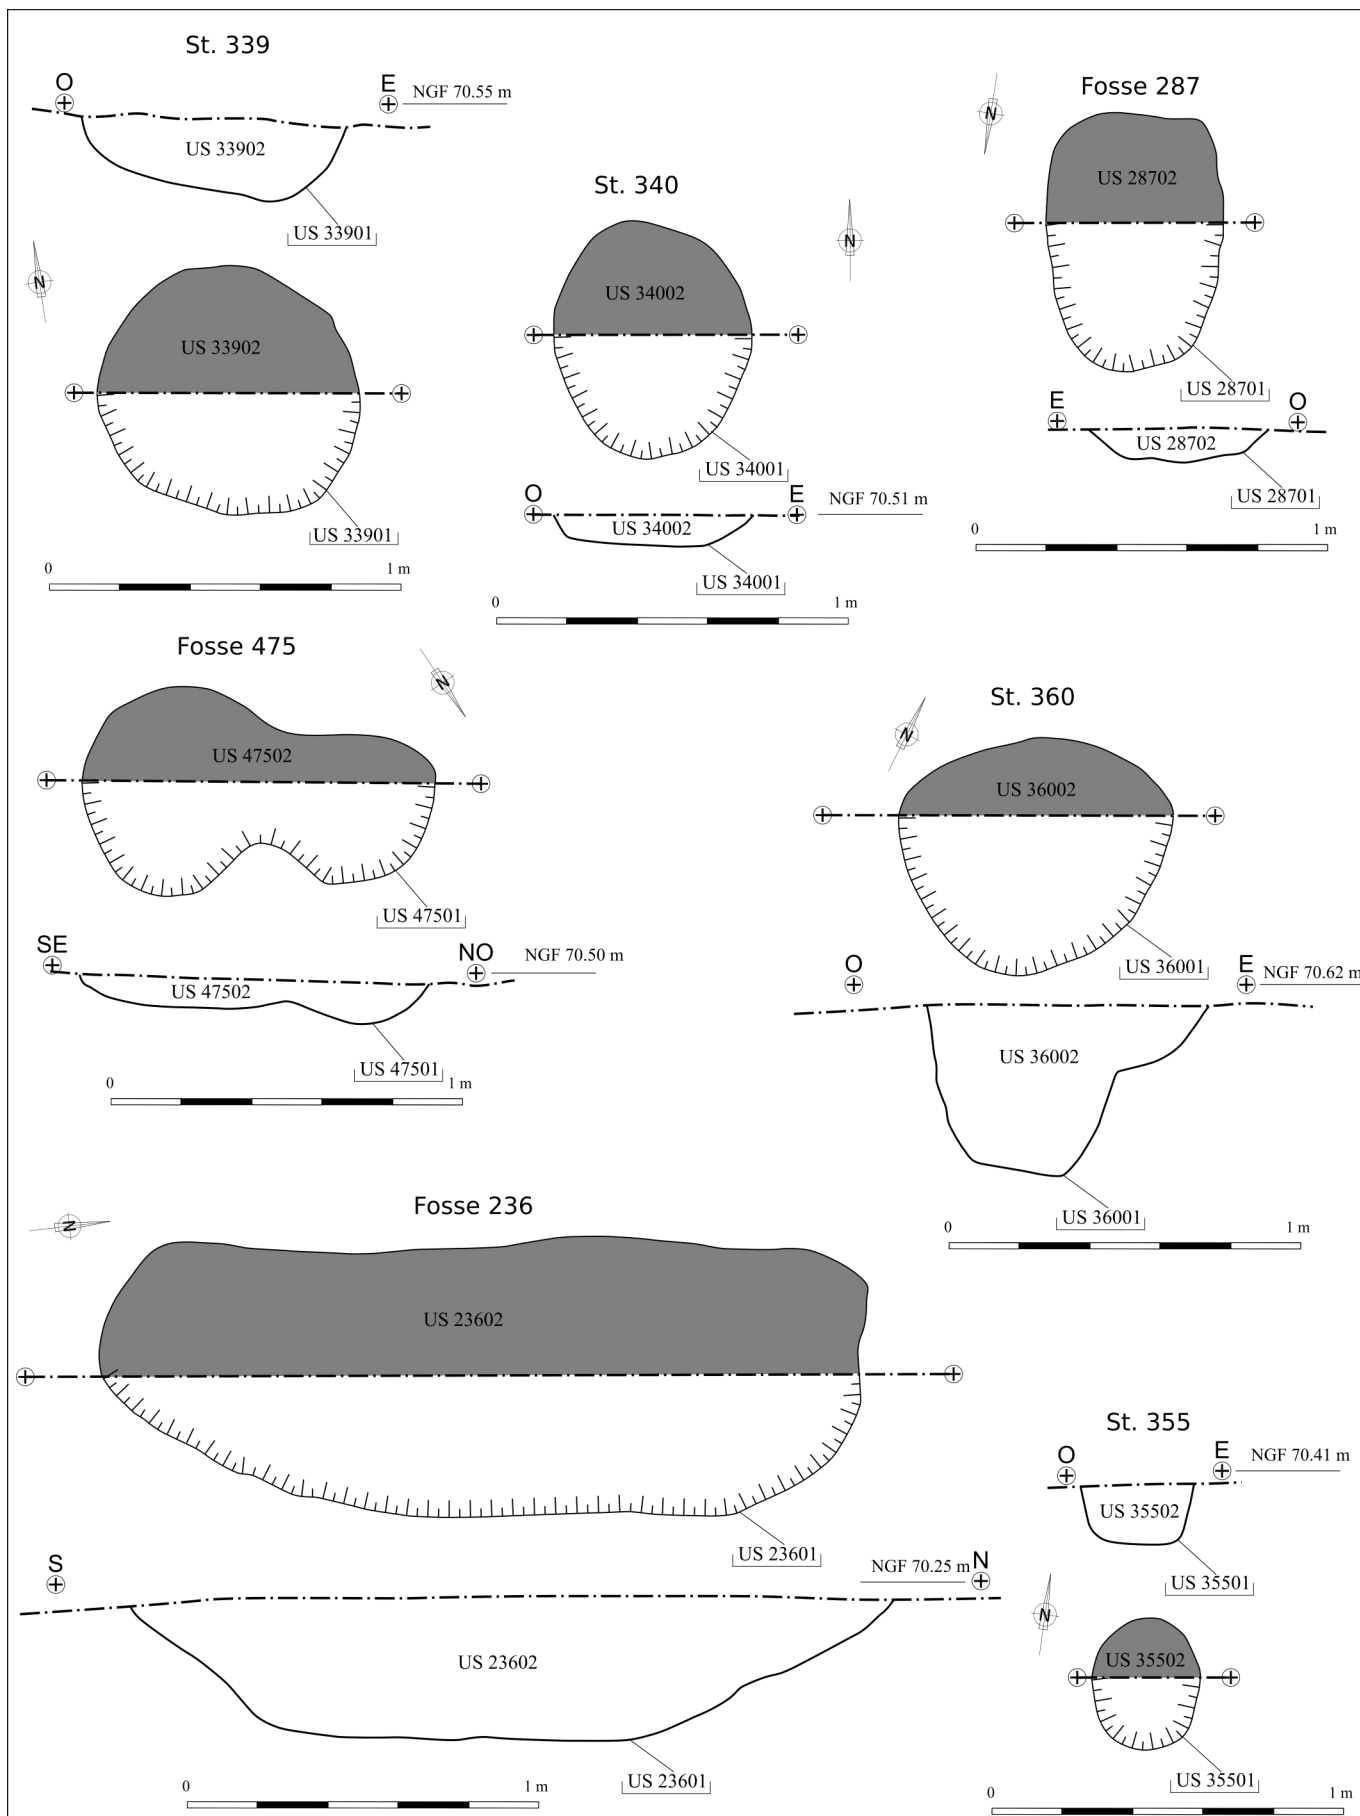 St. 339
O
E
NGF 70.55 m
US 33902
US 33901
N
US 33902
US 33901
0
1 m
St. 340
N
US 34002
US 34001
O
E
NGF 70.51 m
US 34002
US 34001
0
1 m
Fosse 287
N
US 28702
US 28701
E
O
US 28702
US 28701
0
1 m
Fosse 475
N
US 47502
US 47501
SE
NO
NGF 70.50 m
US 47502
US 47501
0
1 m
St. 360
N
US 36002
US 36001
O
E
NGF 70.62 m
US 36002
US 36001
0
1 m
Fosse 236
N
US 23602
US 23601
S
NGF 70.25 m
N
US 23602
US 23601
0
1 m
St. 355
O
E
NGF 70.41 m
US 35502
US 35501
N
US 35502
US 35501
0
1 m